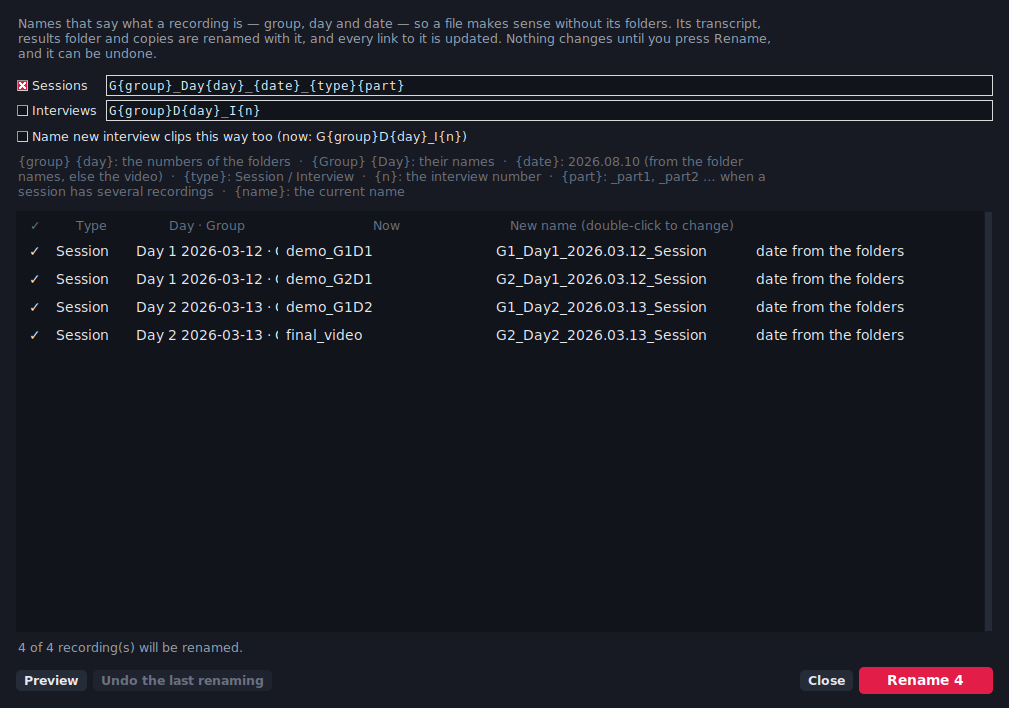 Names that say what a recording is — group, day and date — so a file makes sense without its folders. Its transcript,
results folder and copies are renamed with it, and every link to it is updated. Nothing changes until you press Rename,
and it can be undone.
Sessions G{group}_Day{day}_{date}_{type}{part}
Interviews G{group}D{day}_I{n}
Name new interview clips this way too (now: G{group}D{day}_I{n})
{group} {day}: the numbers of the folders · {Group} {Day}: their names · {date}: 2026.08.10 (from the folder
names, else the video) · {type}: Session / Interview · {n}: the interview number · {part}: _part1, _part2 ... when a
session has several recordings · {name}: the current name
✓ Type Day · Group Now New name (double-click to change)
✓ Session Day 1 2026-03-12 · demo_G1D1 G1_Day1_2026.03.12_Session date from the folders
✓ Session Day 1 2026-03-12 · demo_G2D1 G2_Day1_2026.03.12_Session date from the folders
✓ Session Day 2 2026-03-13 · demo_G1D2 G1_Day2_2026.03.13_Session date from the folders
✓ Session Day 2 2026-03-13 · final_video G2_Day2_2026.03.13_Session date from the folders
4 of 4 recording(s) will be renamed.
Preview Undo the last renaming Close Rename 4